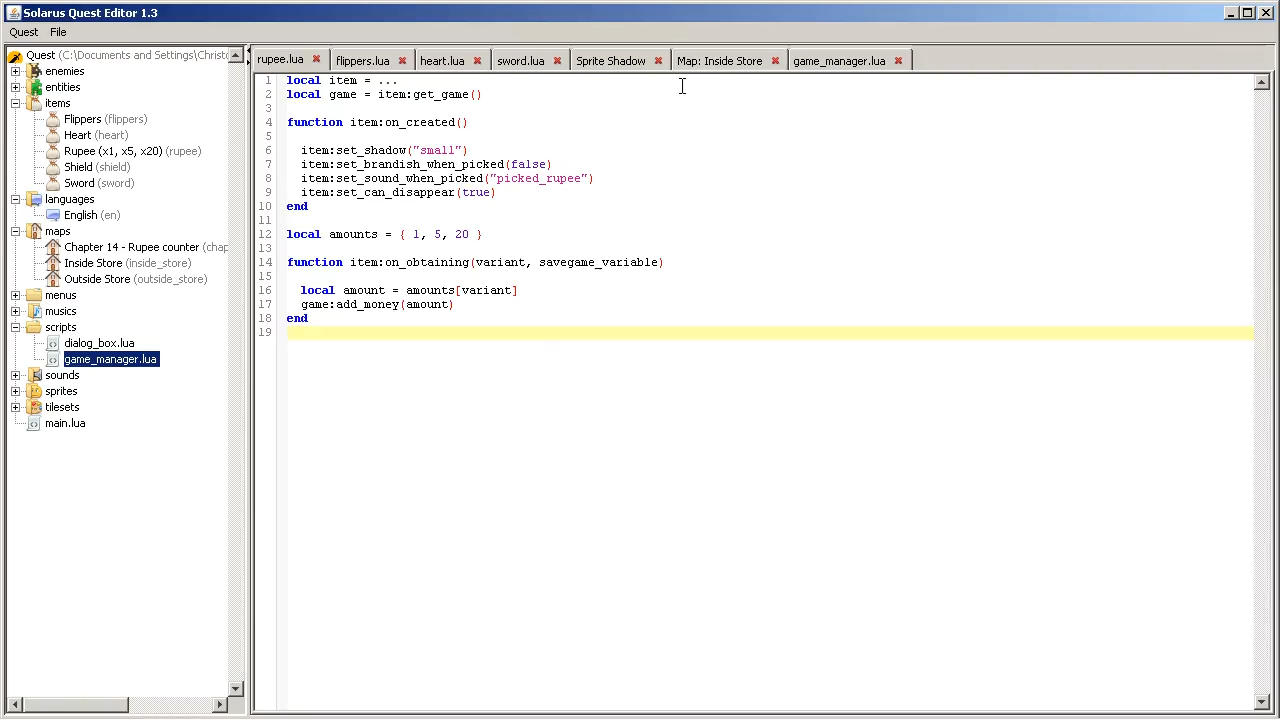 Solarus Quest Editor 1.3
Quest File
Quest (C:\Documents and Settings\Christ
enemies
entities
items
Flippers (flippers)
Heart (heart)
Rupee (x1, x5, x20) (rupee)
Shield (shield)
Sword (sword)
languages
English (en)
maps
Chapter 14 - Rupee counter (chap
Inside Store (inside_store)
Outside Store (outside_store)
menus
musics
scripts
dialog_box.lua
game_manager.lua
sounds
sprites
tilesets
main.lua
rupee.lua flippers.lua heart.lua sword.lua Sprite Shadow Map: Inside Store game_manager.lua
1 local item = ...
2 local game = item:get_game()
3
4 function item:on_created()
5
6 item:set_shadow("small")
7 item:set_brandish_when_picked(false)
8 item:set_sound_when_picked("picked_rupee")
9 item:set_can_disappear(true)
10 end
11
12 local amounts = { 1, 5, 20 }
13
14 function item:on_obtaining(variant, savegame_variable)
15
16 local amount = amounts[variant]
17 game:add_money(amount)
18 end
19